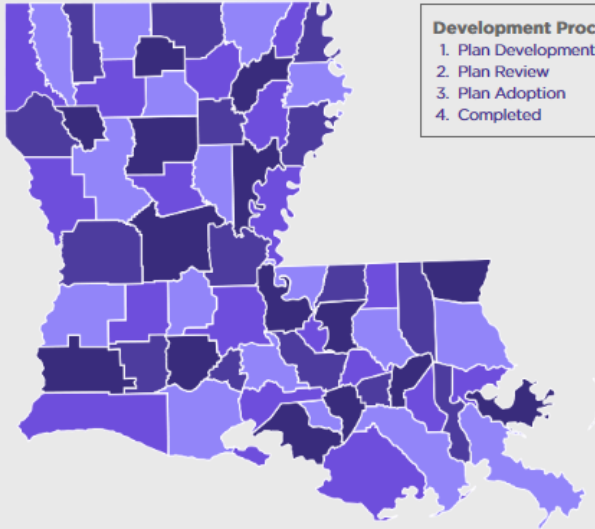 Development Proc
1. Plan Development
2. Plan Review
3. Plan Adoption
4. Completed